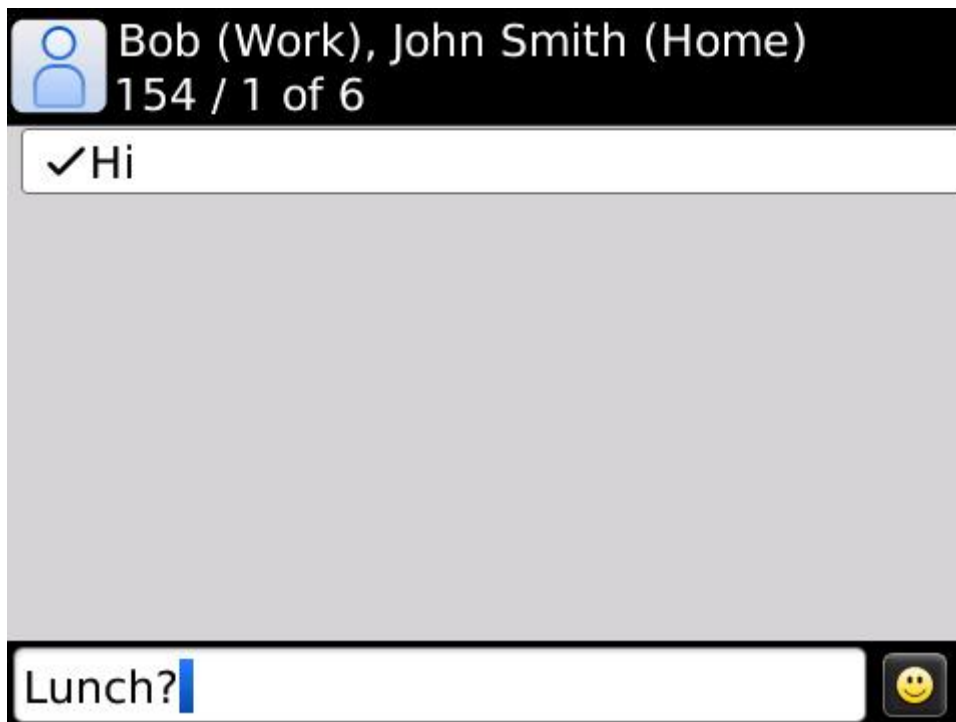 Bob (Work), John Smith (Home)
154 / 1 of 6
✓Hi
Lunch?